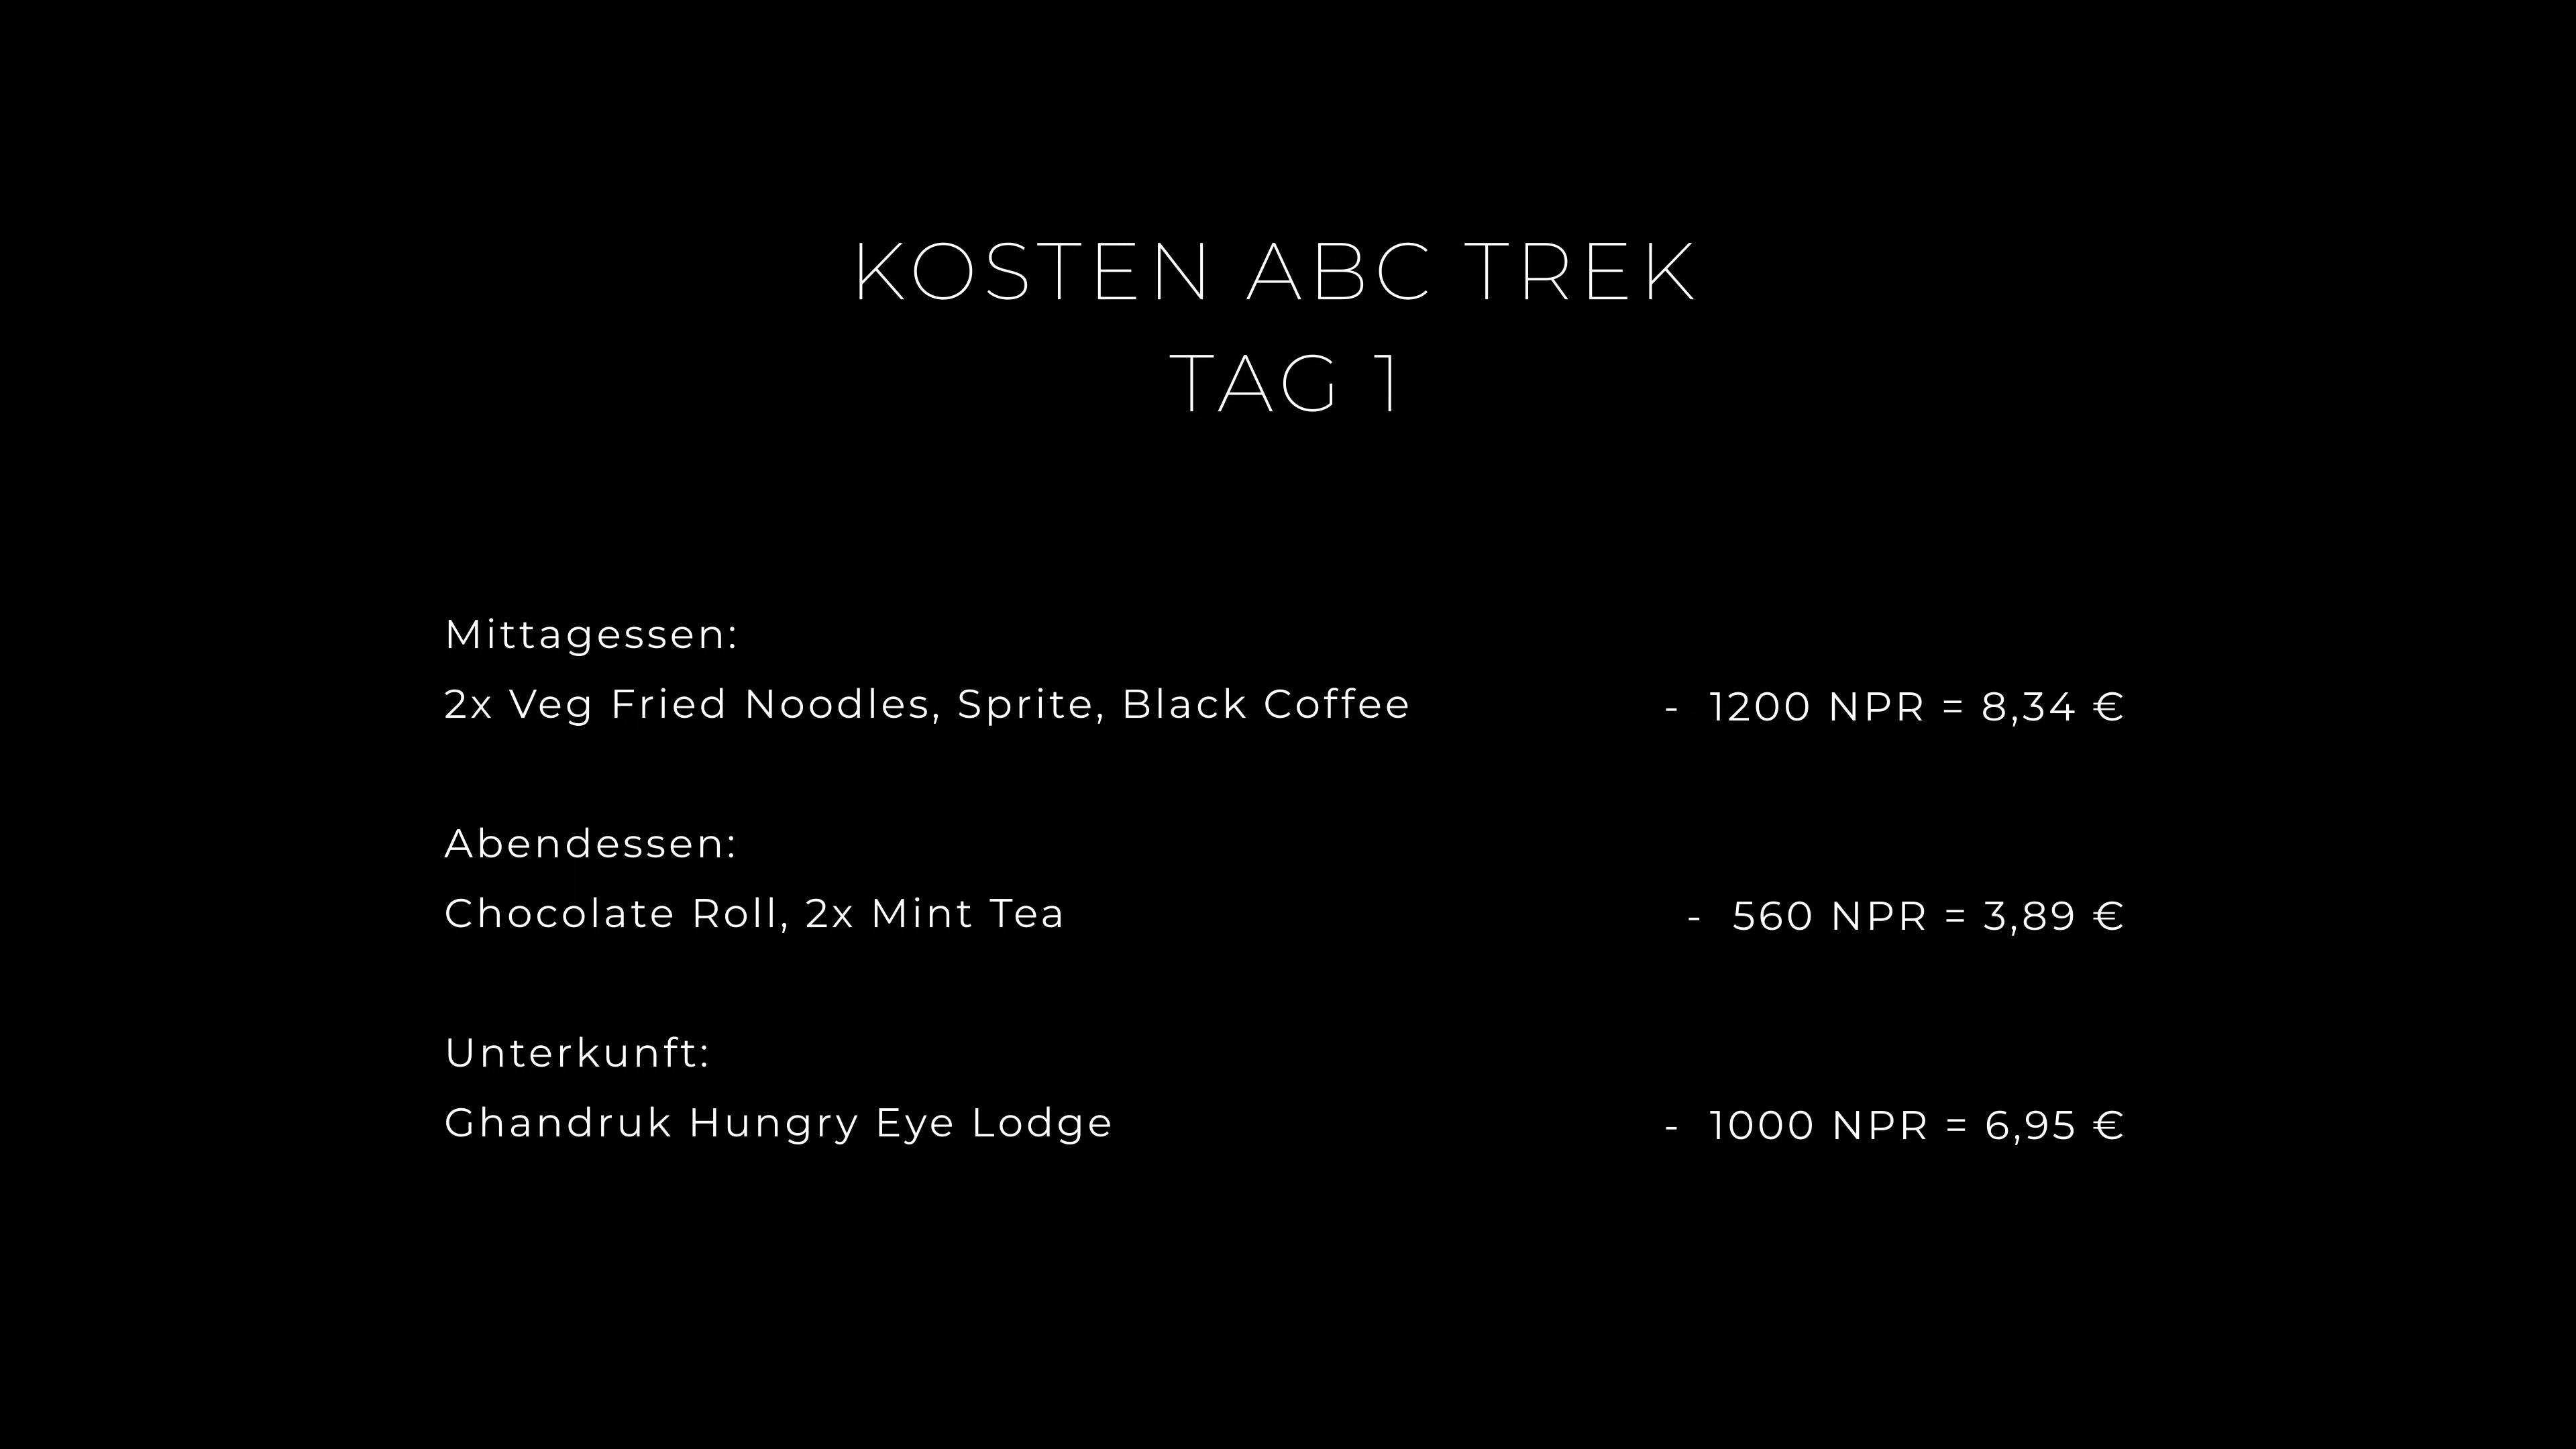 KOSTEN ABC TREK
TAG 1
Mittagessen:
2x Veg Fried Noodles, Sprite, Black Coffee - 1200 NPR = 8,34 €
Abendessen:
Chocolate Roll, 2x Mint Tea - 560 NPR = 3,89 €
Unterkunft:
Ghandruk Hungry Eye Lodge - 1000 NPR = 6,95 €